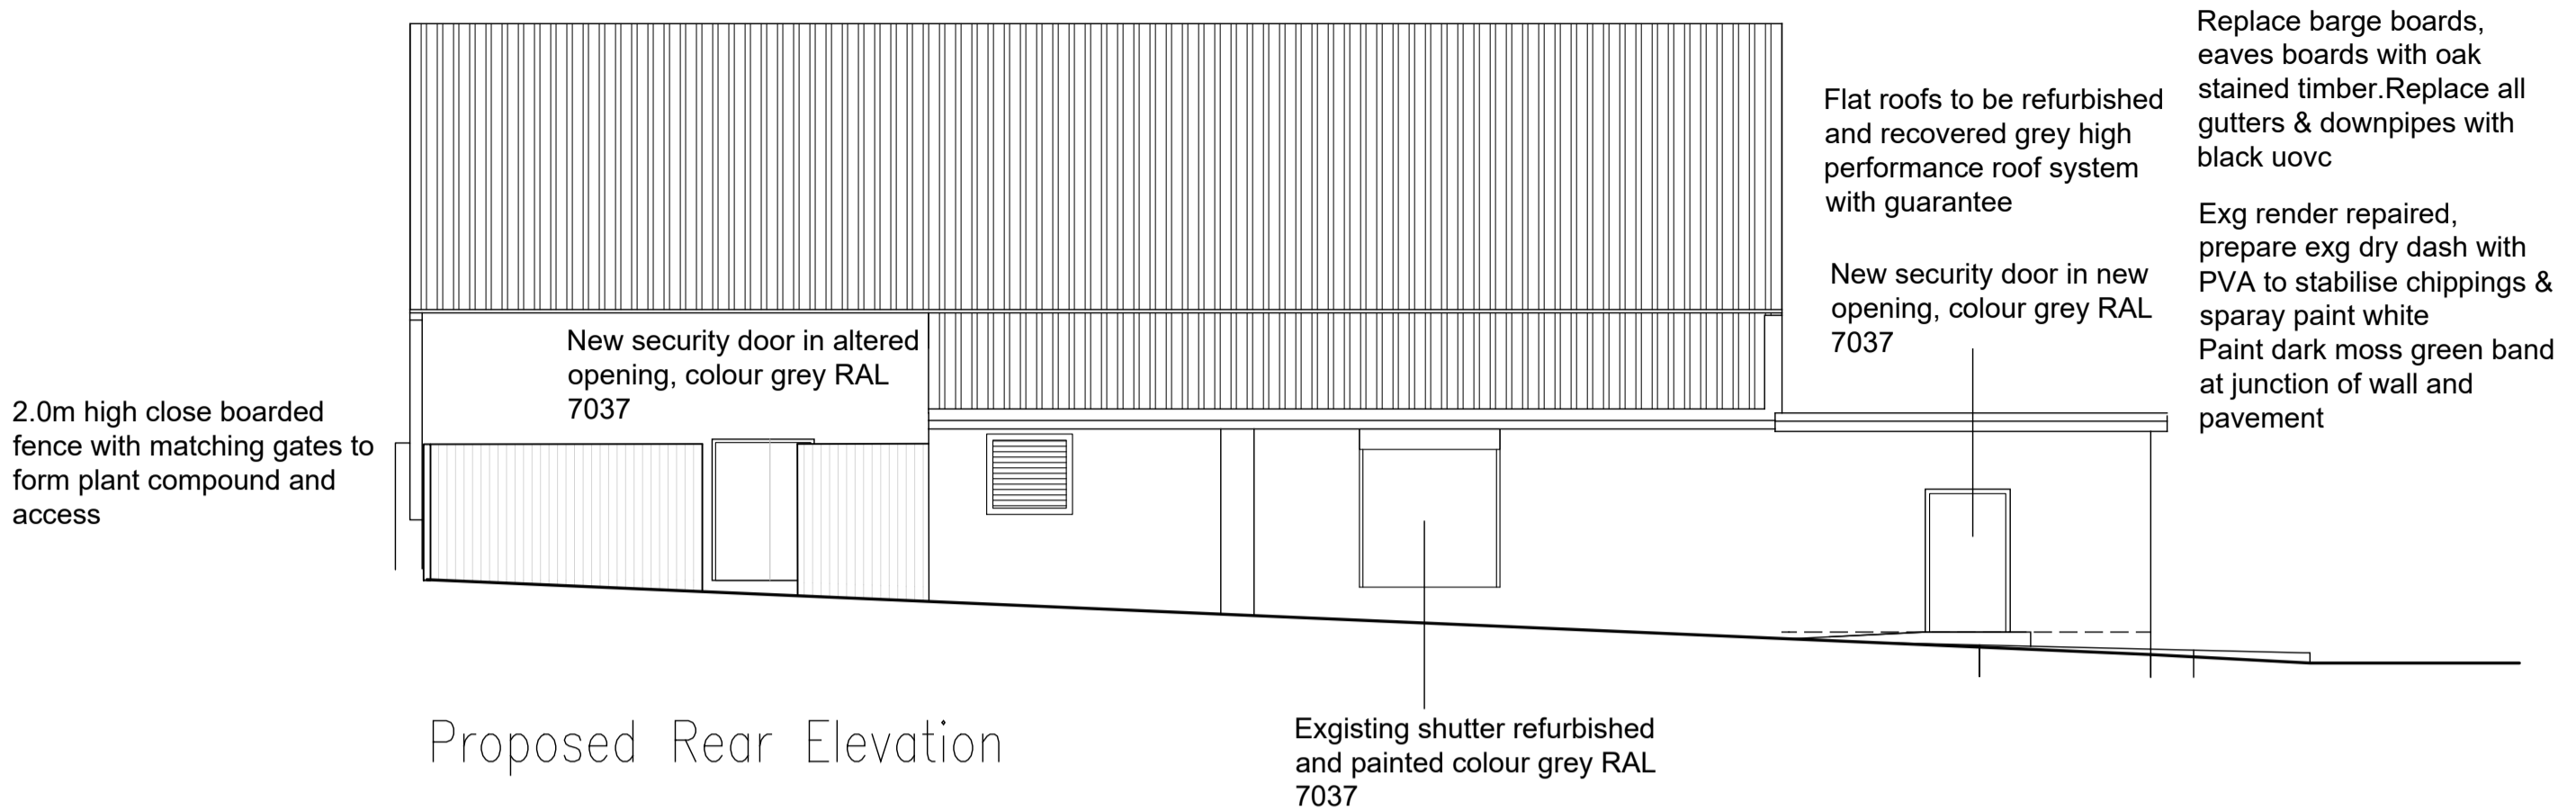 Replace barge boards,
eaves boards with oak
stained timber.Replace all
gutters & downpipes with
black uovc
Flat roofs to be refurbished
and recovered grey high
performance roof system
with guarantee
Exg render repaired,
prepare exg dry dash with
PVA to stabilise chippings &
sparay paint white
Paint dark moss green band
at junction of wall and
pavement
New security door in new
opening, colour grey RAL
7037
New security door in altered
opening, colour grey RAL
7037
2.0m high close boarded
fence with matching gates to
form plant compound and
access
Proposed Rear Elevation
Exgisting shutter refurbished
and painted colour grey RAL
7037